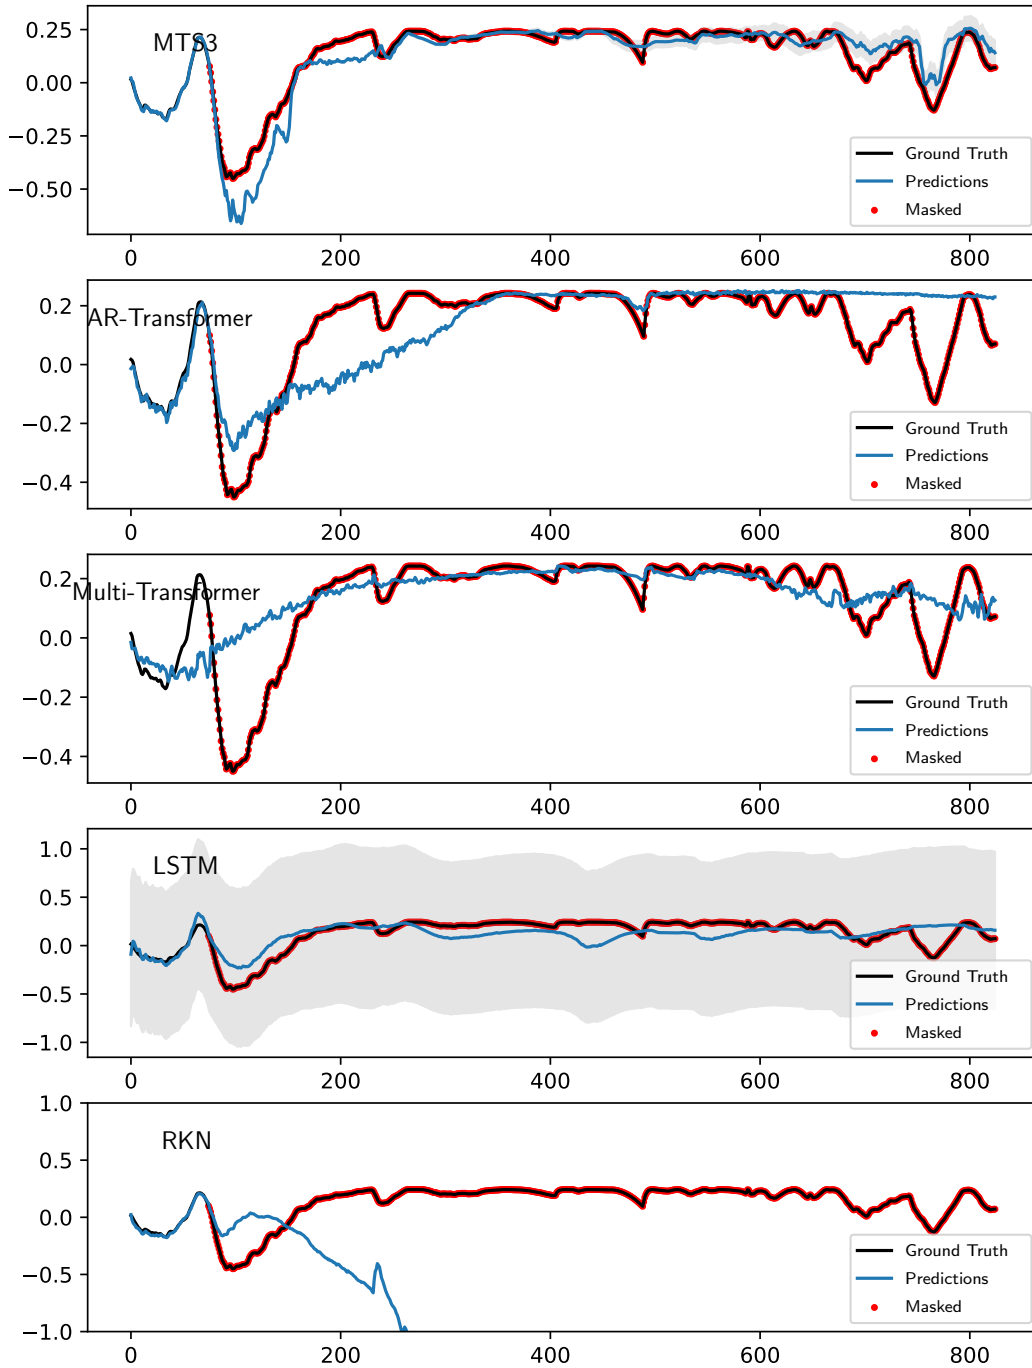 MTS3
0.25
0.00
−0.25
−0.50
Ground Truth
Predictions
Masked
0 200 400 600 800
AR-Transformer
0.2
0.0
−0.2
−0.4
Ground Truth
Predictions
Masked
0 200 400 600 800
Multi-Transformer
0.2
0.0
−0.2
−0.4
Ground Truth
Predictions
Masked
0 200 400 600 800
LSTM
1.0
0.5
0.0
−0.5
−1.0
Ground Truth
Predictions
Masked
0 200 400 600 800
RKN
1.0
0.5
0.0
−0.5
−1.0
Ground Truth
Predictions
Masked
0 200 400 600 800